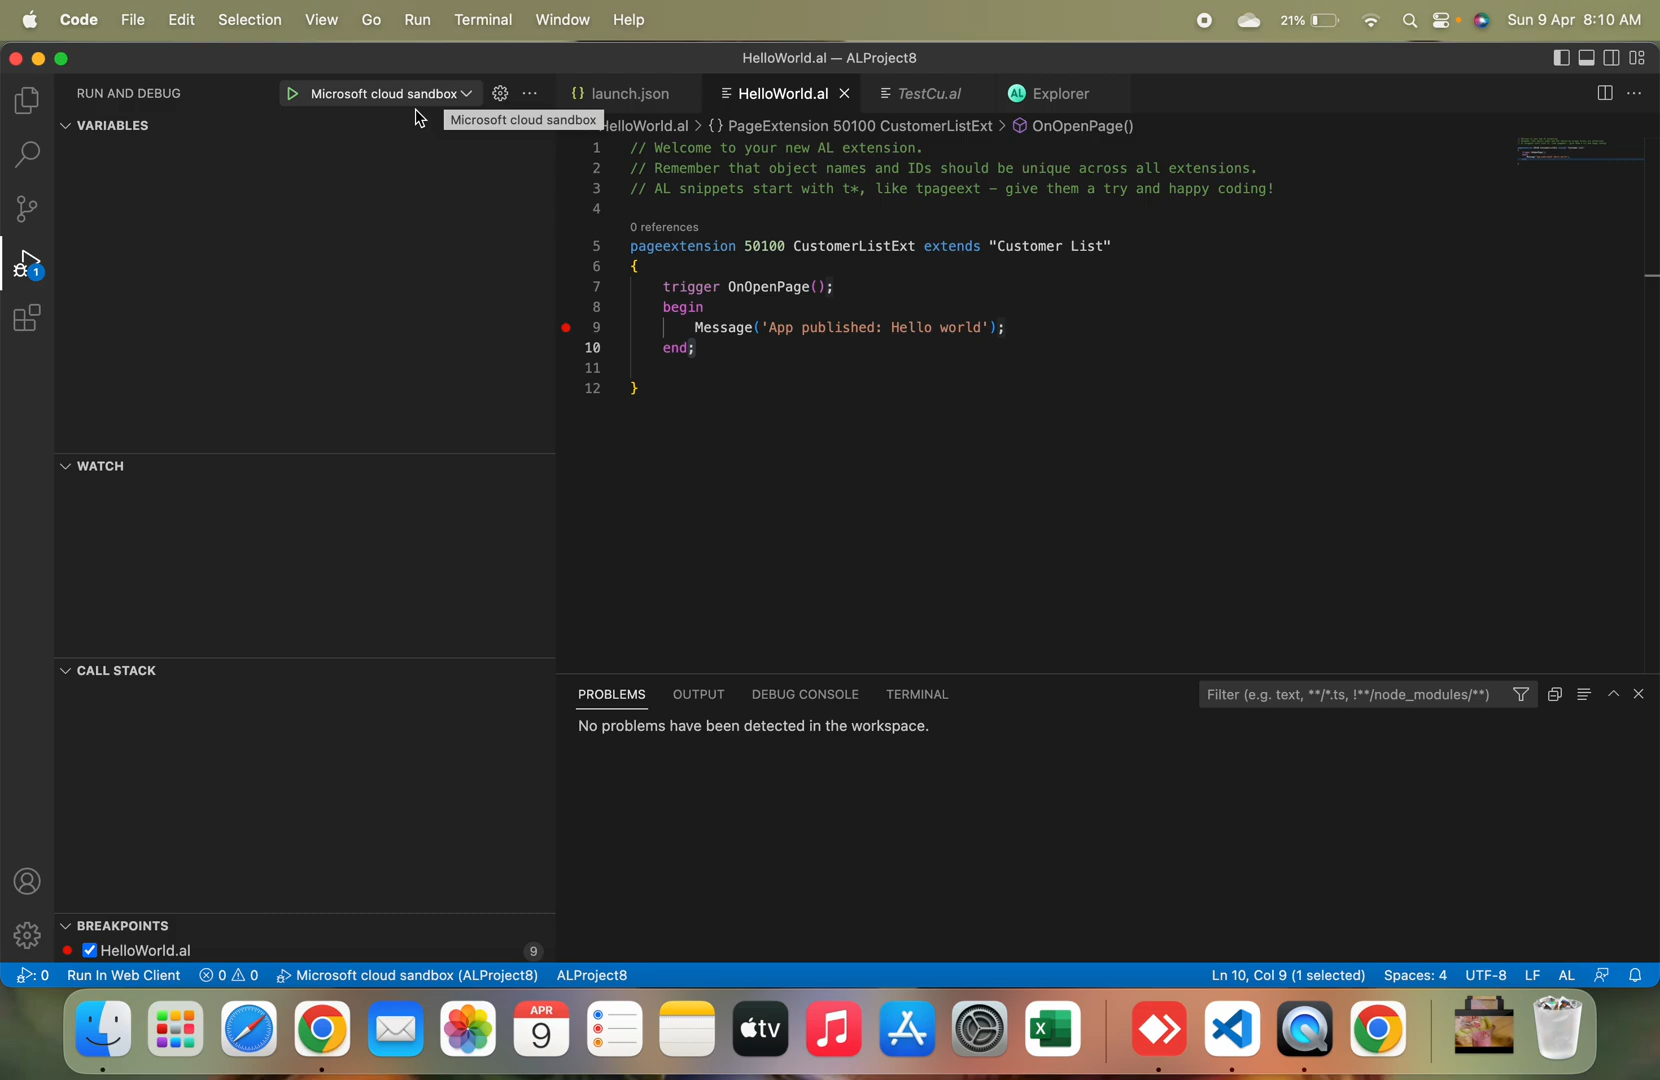 Code File Edit Selection View Go Run Terminal Window Help 21% Sun 9 Apr 8:10 AM
HelloWorld.al — ALProject8
RUN AND DEBUG Microsoft cloud sandbox ··· launch.json HelloWorld.al TestCu.al AL Explorer ···
Microsoft cloud sandbox
VARIABLES
HelloWorld.al > {} PageExtension 50100 CustomerListExt > OnOpenPage()
1 // Welcome to your new AL extension.
2 // Remember that object names and IDs should be unique across all extensions.
3 // AL snippets start with t*, like tpageext – give them a try and happy coding!
4
0 references
5 pageextension 50100 CustomerListExt extends "Customer List"
6 {
7 trigger OnOpenPage();
8 begin
9 Message('App published: Hello world');
10 end;
11
12 }
1
WATCH
CALL STACK
PROBLEMS OUTPUT DEBUG CONSOLE TERMINAL Filter (e.g. text, **/*.ts, !**/node_modules/**)
No problems have been detected in the workspace.
BREAKPOINTS
HelloWorld.al 9
: 0 Run In Web Client 0 0 Microsoft cloud sandbox (ALProject8) ALProject8 Ln 10, Col 9 (1 selected) Spaces: 4 UTF-8 LF AL
APR
9
tv
X